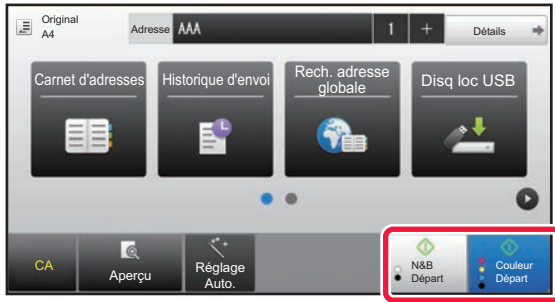 Original
A4
Adresse AAA 1 + Détails
Carnet d'adresses
Historique d'envoi
Rech. adresse
globale
Disq loc USB
CA
Aperçu
Réglage
Auto.
N&B
Départ
Couleur
Départ